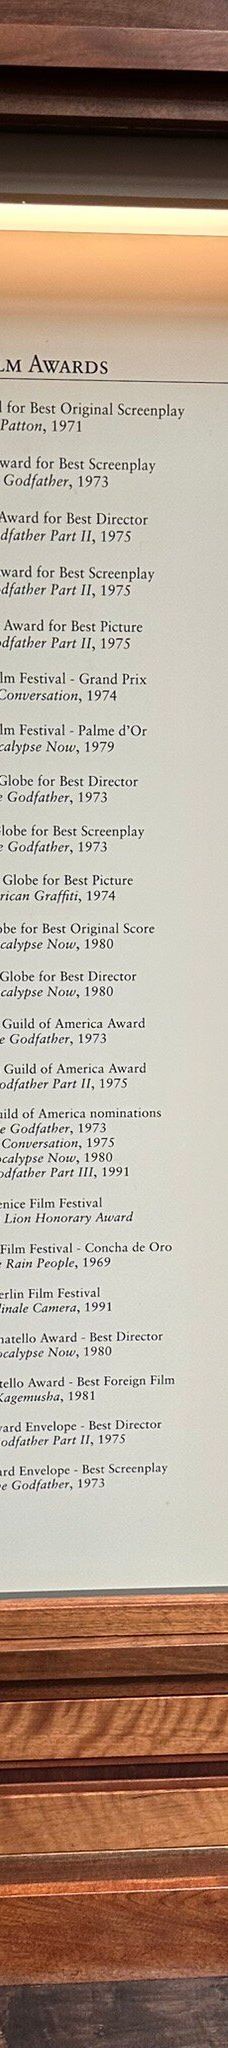 LM AWARDS
l for Best Original Screenplay
Patton, 1971
ward for Best Screenplay
Godfather, 1973
Award for Best Director
dfather Part II, 1975
ward for Best Screenplay
dfather Part II, 1975
Award for Best Picture
dfather Part II, 1975
lm Festival - Grand Prix
Conversation, 1974
lm Festival - Palme d'Or
calypse Now, 1979
Globe for Best Director
e Godfather, 1973
Globe for Best Screenplay
e Godfather, 1973
Globe for Best Picture
rican Graffiti, 1974
obe for Best Original Score
calypse Now, 1980
Globe for Best Director
calypse Now, 1980
Guild of America Award
e Godfather, 1973
Guild of America Award
odfather Part II, 1975
uild of America nominations
e Godfather, 1973
Conversation, 1975
ocalypse Now, 1980
odfather Part III, 1991
enice Film Festival
Lion Honorary Award
Film Festival - Concha de Oro
Rain People, 1969
erlin Film Festival
linale Camera, 1991
natello Award - Best Director
ocalypse Now, 1980
tello Award - Best Foreign Film
Kagemusha, 1981
ward Envelope - Best Director
odfather Part II, 1975
ard Envelope - Best Screenplay
he Godfather, 1973